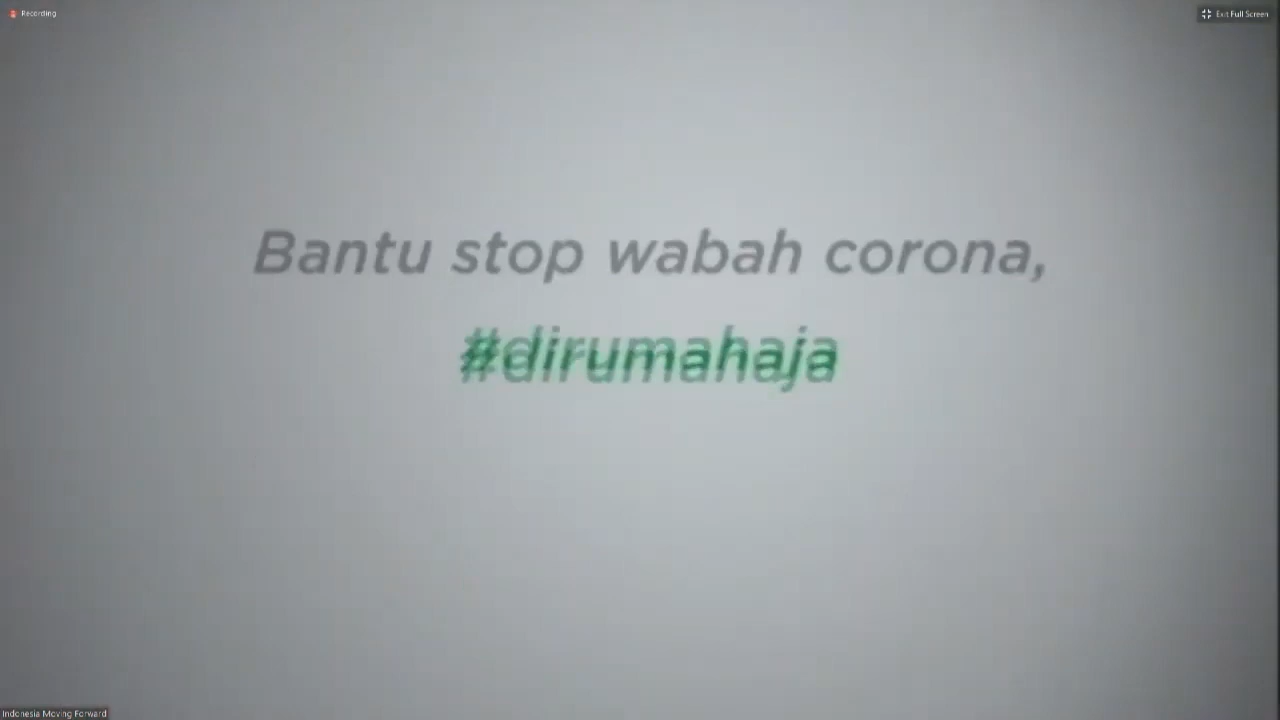 Recording
Exit Full Screen
Bantu stop wabah corona,
#dirumahaja
Indonesia Moving Forward